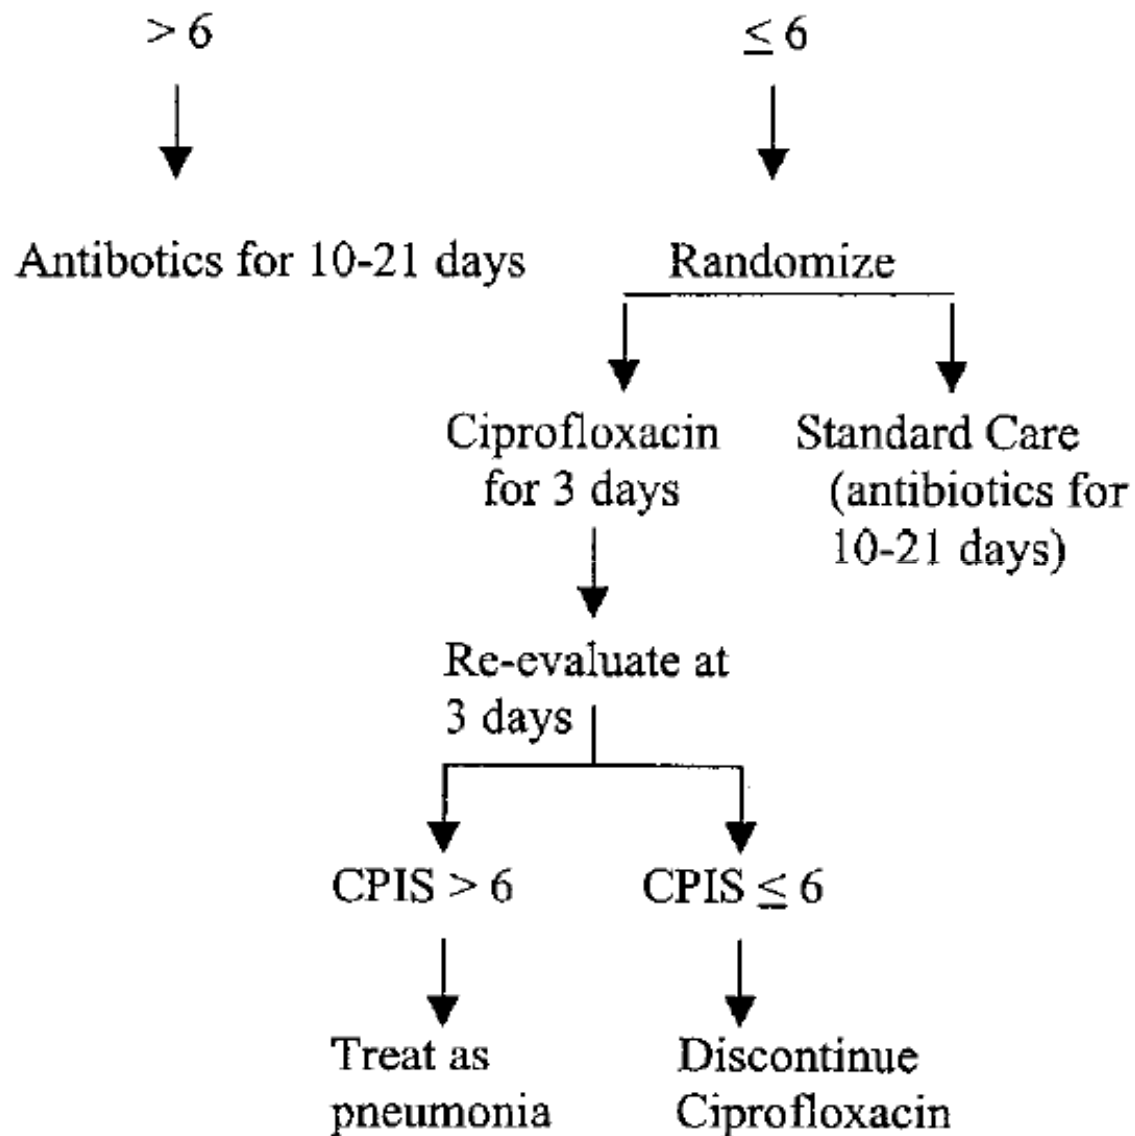 > 6
≤ 6
Antibotics for 10-21 days
Randomize
Ciprofloxacin
for 3 days
Standard Care
(antibiotics for
10-21 days)
Re-evaluate at
3 days
CPIS > 6
CPIS ≤ 6
Treat as
pneumonia
Discontinue
Ciprofloxacin